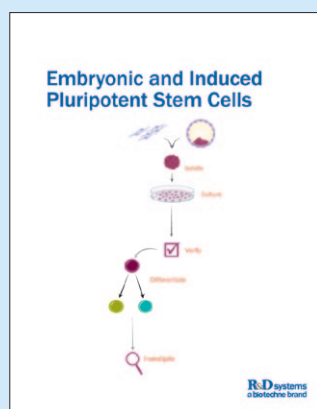 Embryonic and Induced
Pluripotent Stem Cells
Isolate
Culture
Verify
Differentiate
Investigate
R&D systems
a biotechne brand